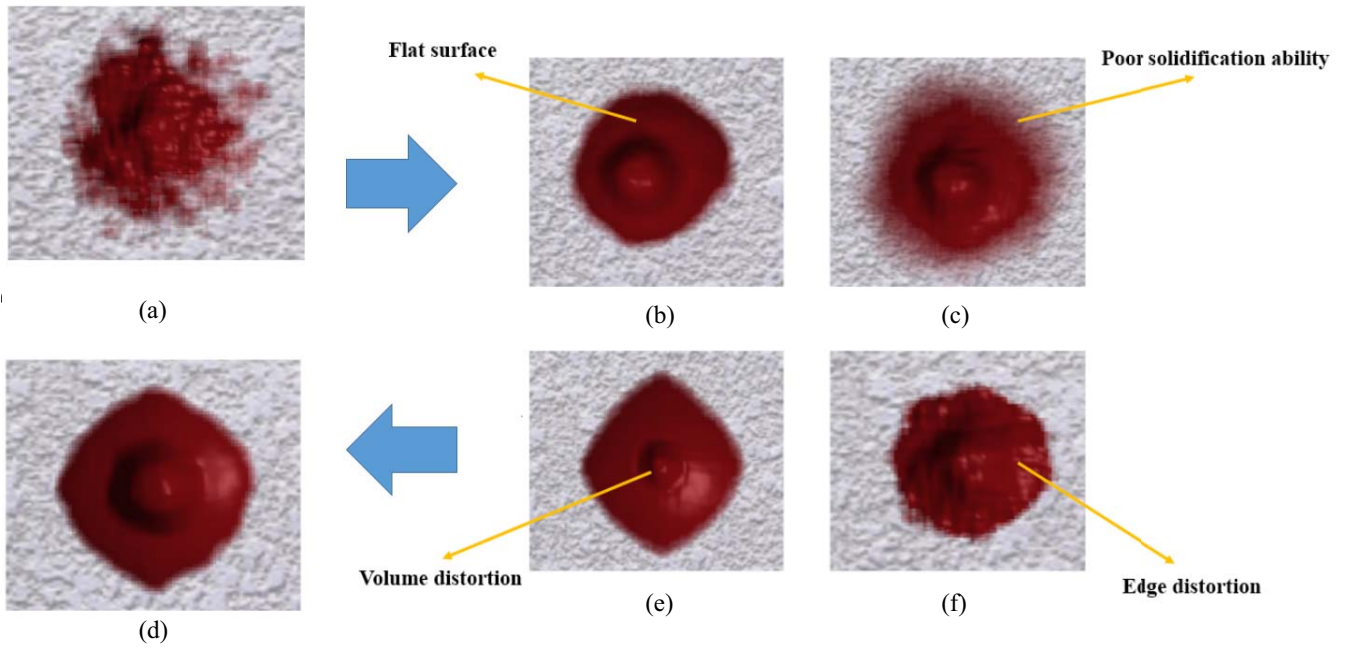 Flat surface
Poor solidification ability
(a)
(b)
(c)
Volume distortion
Edge distortion
(d)
(e)
(f)